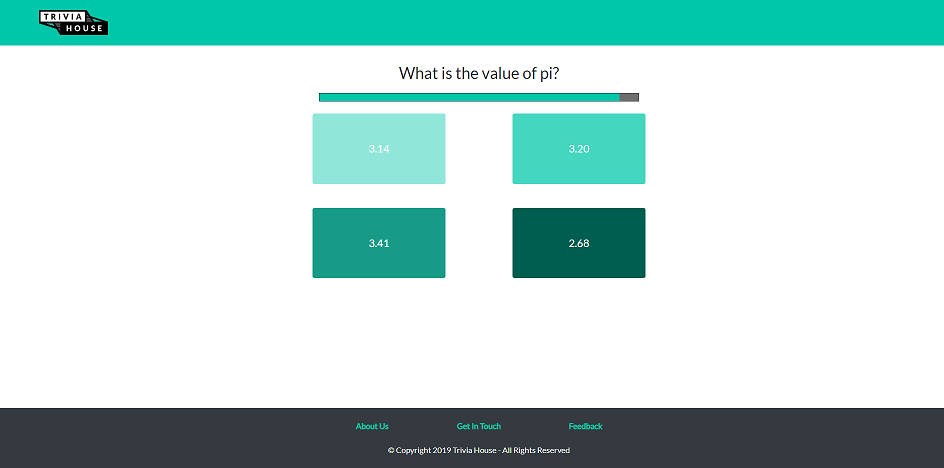 TRIVIA
HOUSE
What is the value of pi?
3.14
3.20
3.41
2.68
About Us
Get In Touch
Feedback
© Copyright 2019 Trivia House - All Rights Reserved